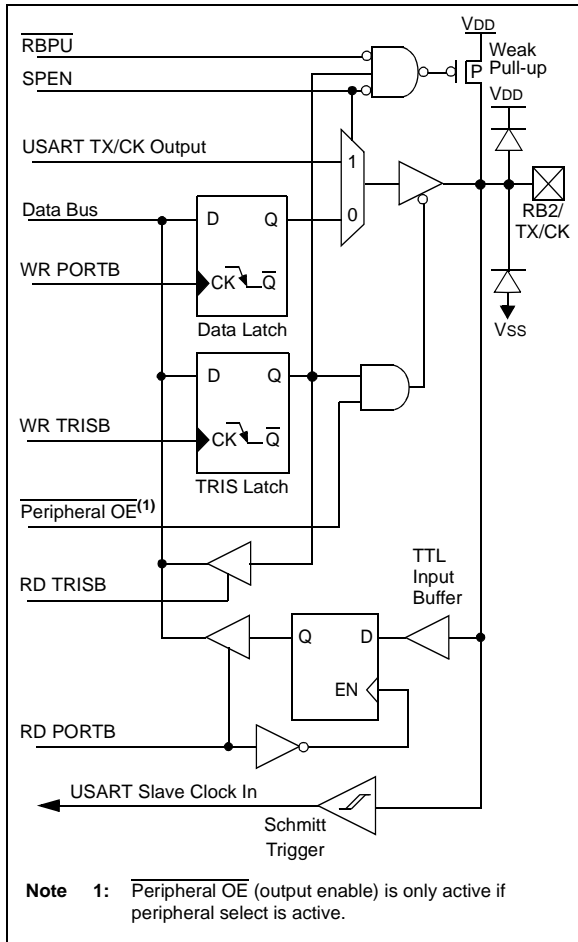 VDD
RBPU
Weak
Pull-up
P
SPEN
VDD
USART TX/CK Output
1
0
Data Bus
D Q
RB2/
TX/CK
WR PORTB
CK Q
VSS
Data Latch
D Q
WR TRISB
CK Q
TRIS Latch
Peripheral OE(1)
RD TRISB
TTL
Input
Buffer
Q D
EN
RD PORTB
USART Slave Clock In
Schmitt
Trigger
Note 1: Peripheral OE (output enable) is only active if
peripheral select is active.